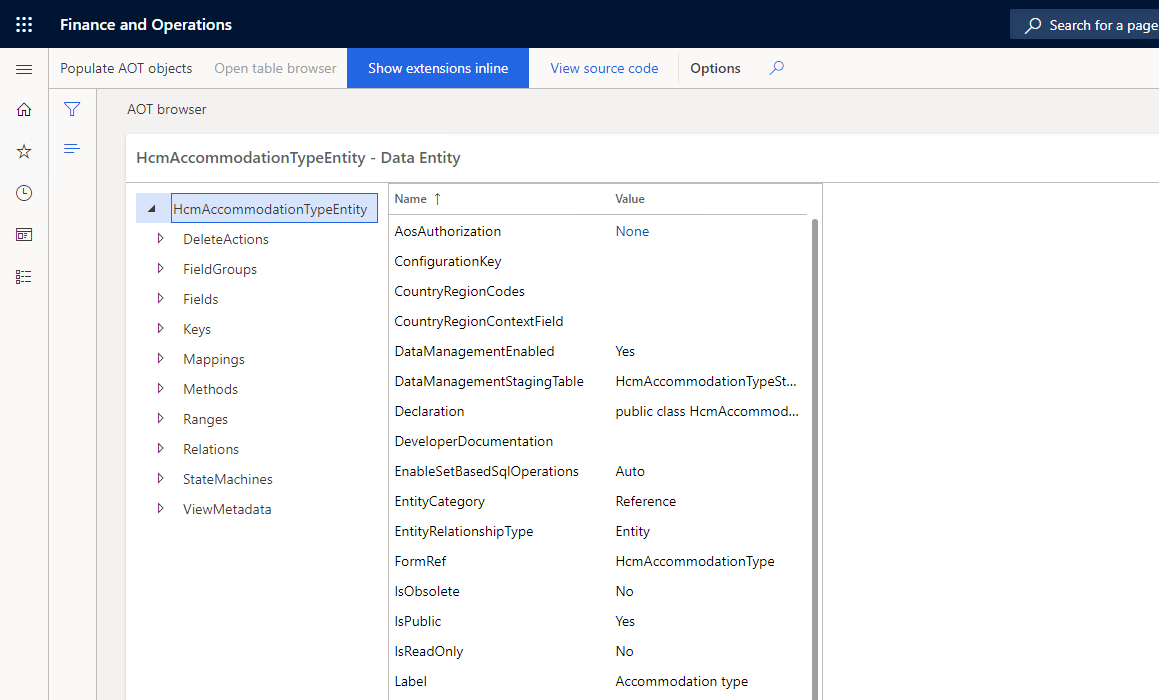 Finance and Operations
Search for a page
Populate AOT objects
Open table browser
Show extensions inline
View source code
Options
AOT browser
HcmAccommodationTypeEntity - Data Entity
HcmAccommodationTypeEntity
DeleteActions
FieldGroups
Fields
Keys
Mappings
Methods
Ranges
Relations
StateMachines
ViewMetadata
Name ↑ Value
AosAuthorization None
ConfigurationKey
CountryRegionCodes
CountryRegionContextField
DataManagementEnabled Yes
DataManagementStagingTable HcmAccommodationTypeSt...
Declaration public class HcmAccommod...
DeveloperDocumentation
EnableSetBasedSqlOperations Auto
EntityCategory Reference
EntityRelationshipType Entity
FormRef HcmAccommodationType
IsObsolete No
IsPublic Yes
IsReadOnly No
Label Accommodation type